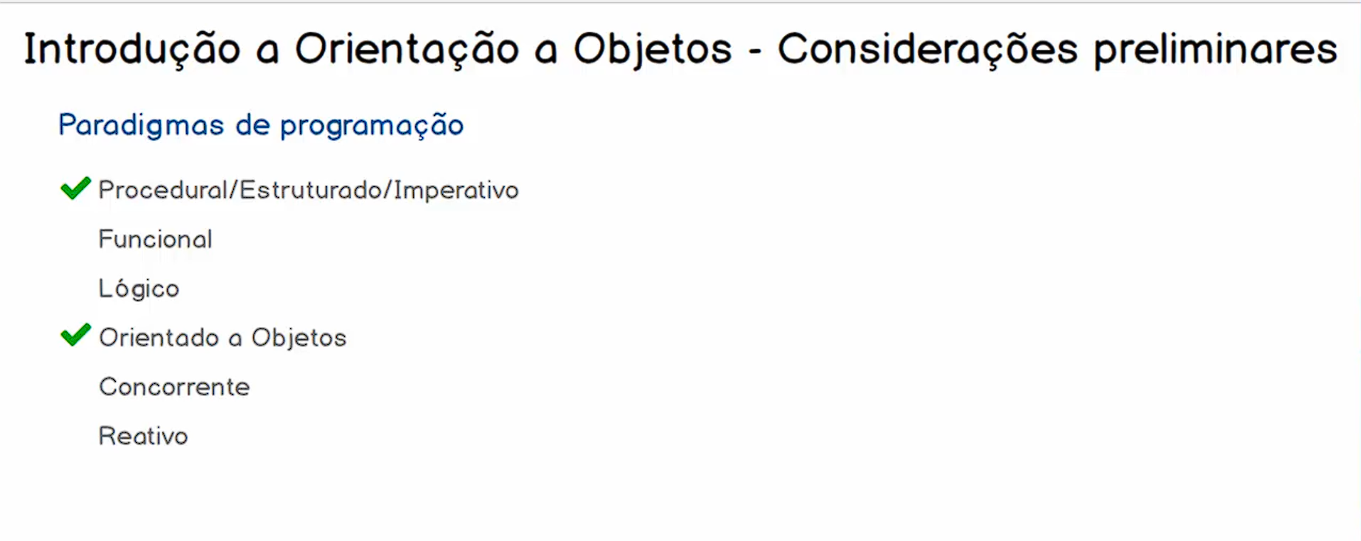 Introdução a Orientação a Objetos - Considerações preliminares
Paradigmas de programação
Procedural/Estruturado/Imperativo
Funcional
Lógico
Orientado a Objetos
Concorrente
Reativo